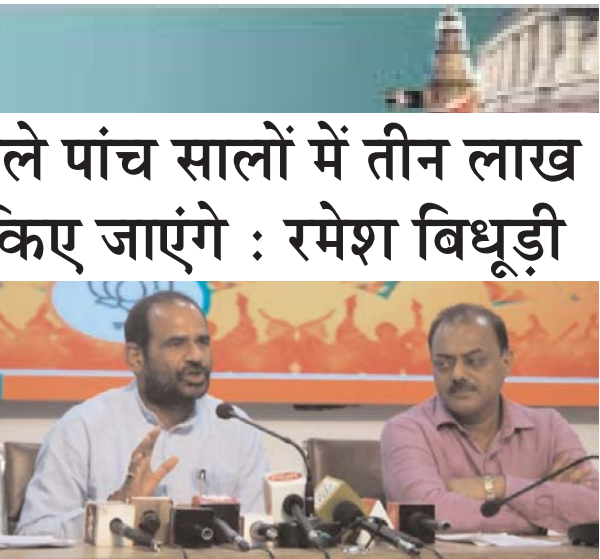 ले पांच सालों में तीन लाख
किए जाएंगे : रमेश बिधूड़ी